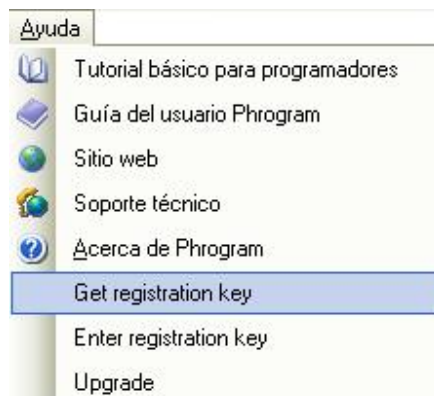 Ayuda
Tutorial básico para programadores
Guía del usuario Phrogram
Sitio web
Soporte técnico
Acerca de Phrogram
Get registration key
Enter registration key
Upgrade